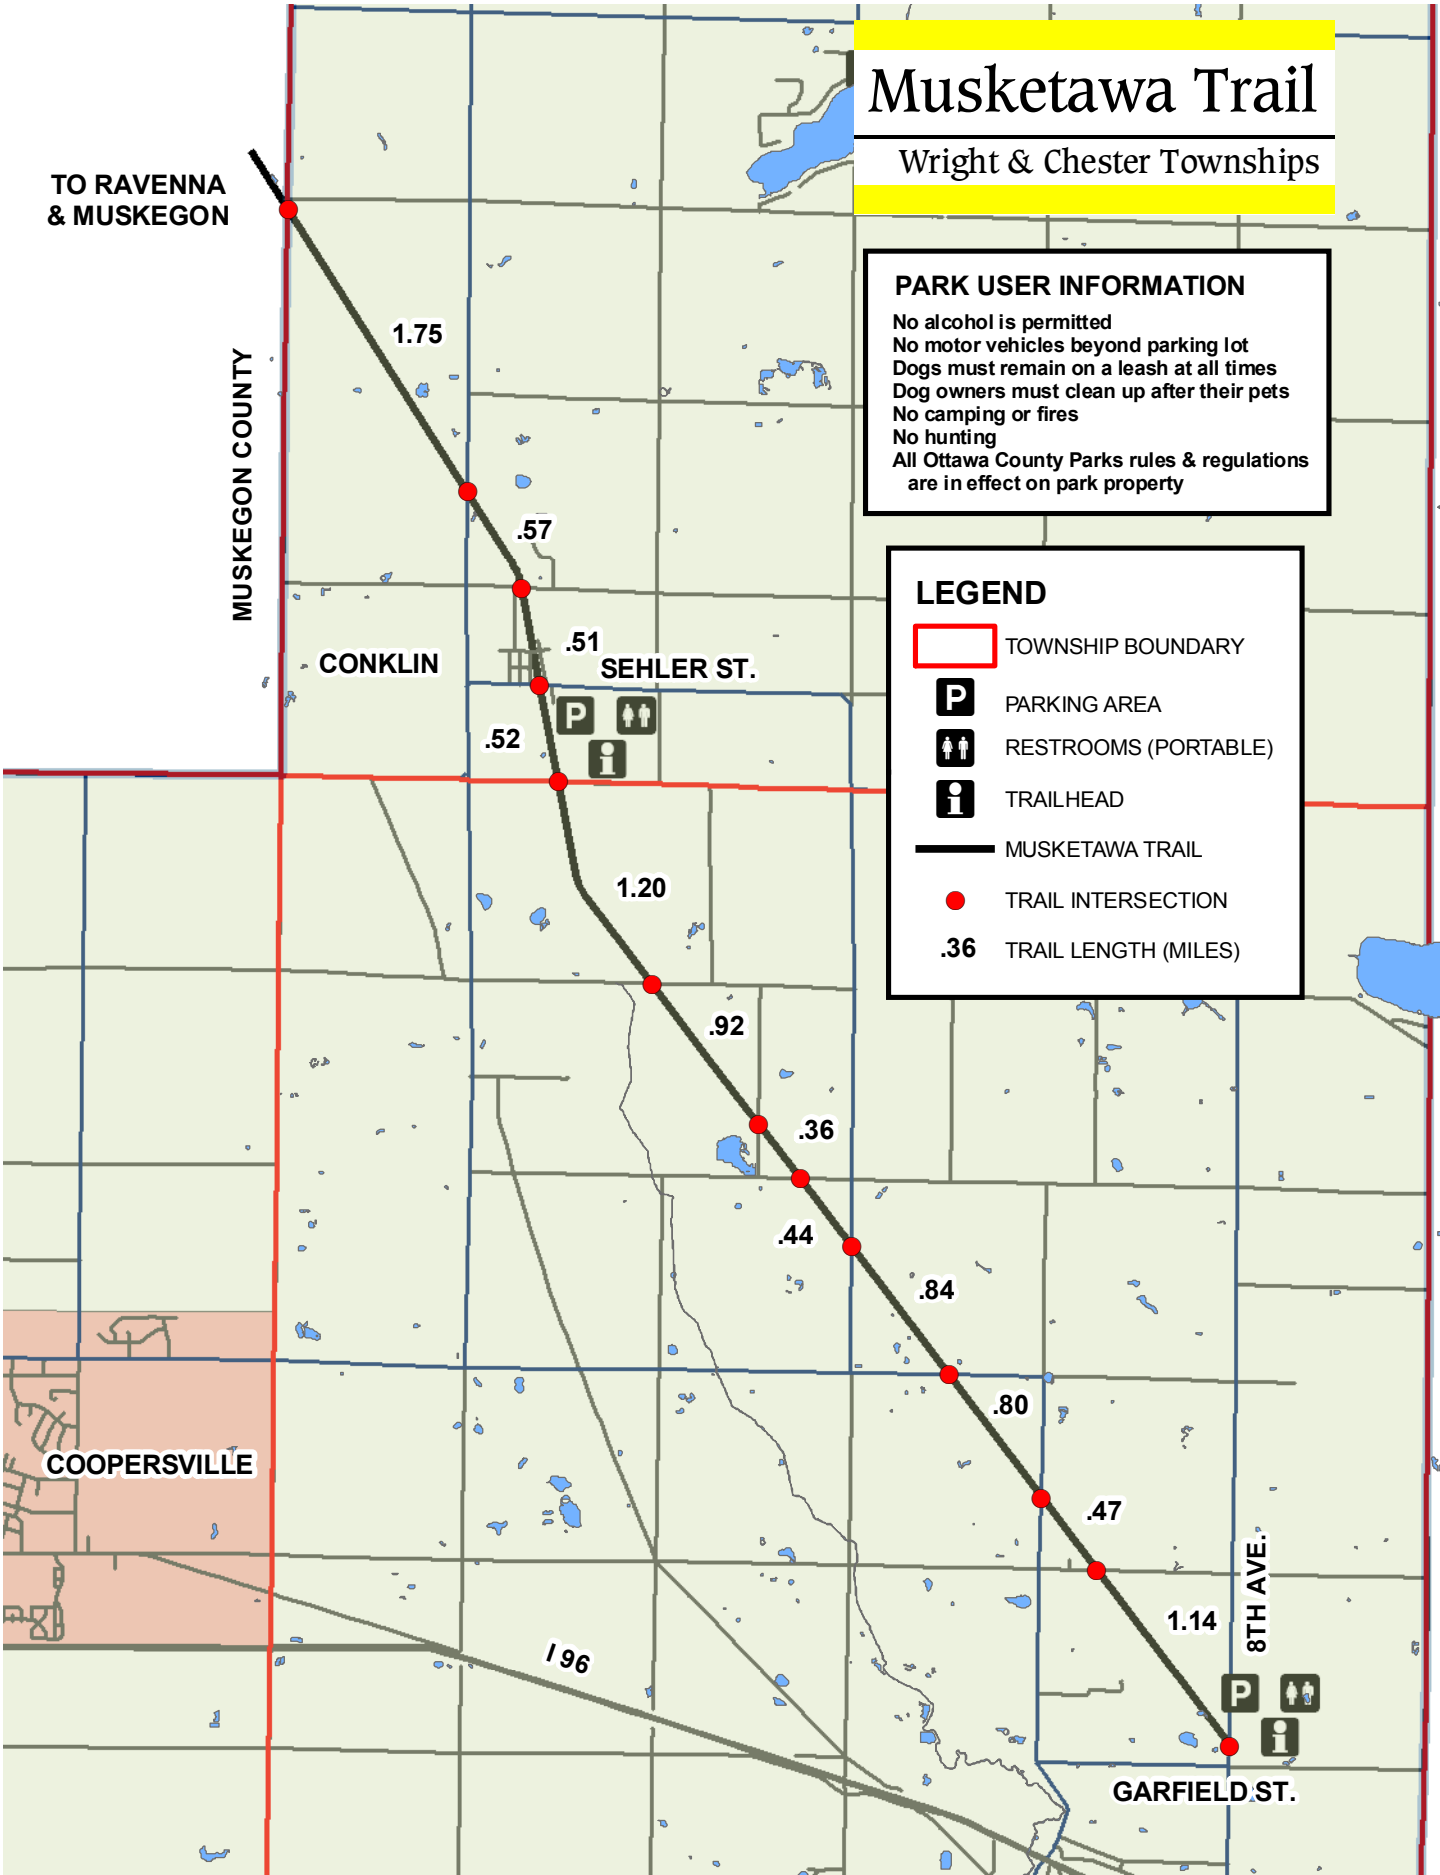 Musketawa Trail
Wright & Chester Townships
TO RAVENNA
& MUSKEGON
PARK USER INFORMATION
No alcohol is permitted
No motor vehicles beyond parking lot
Dogs must remain on a leash at all times
Dog owners must clean up after their pets
No camping or fires
No hunting
All Ottawa County Parks rules & regulations
are in effect on park property
1.75
MUSKEGON COUNTY
.57
LEGEND
TOWNSHIP BOUNDARY
P PARKING AREA
RESTROOMS (PORTABLE)
i TRAILHEAD
MUSKETAWA TRAIL
TRAIL INTERSECTION
.36 TRAIL LENGTH (MILES)
.51
CONKLIN
SEHLER ST.
P
.52
i
1.20
.92
.36
.44
.84
.80
COOPERSVILLE
.47
8TH AVE.
1.14
I 96
P
i
GARFIELD ST.